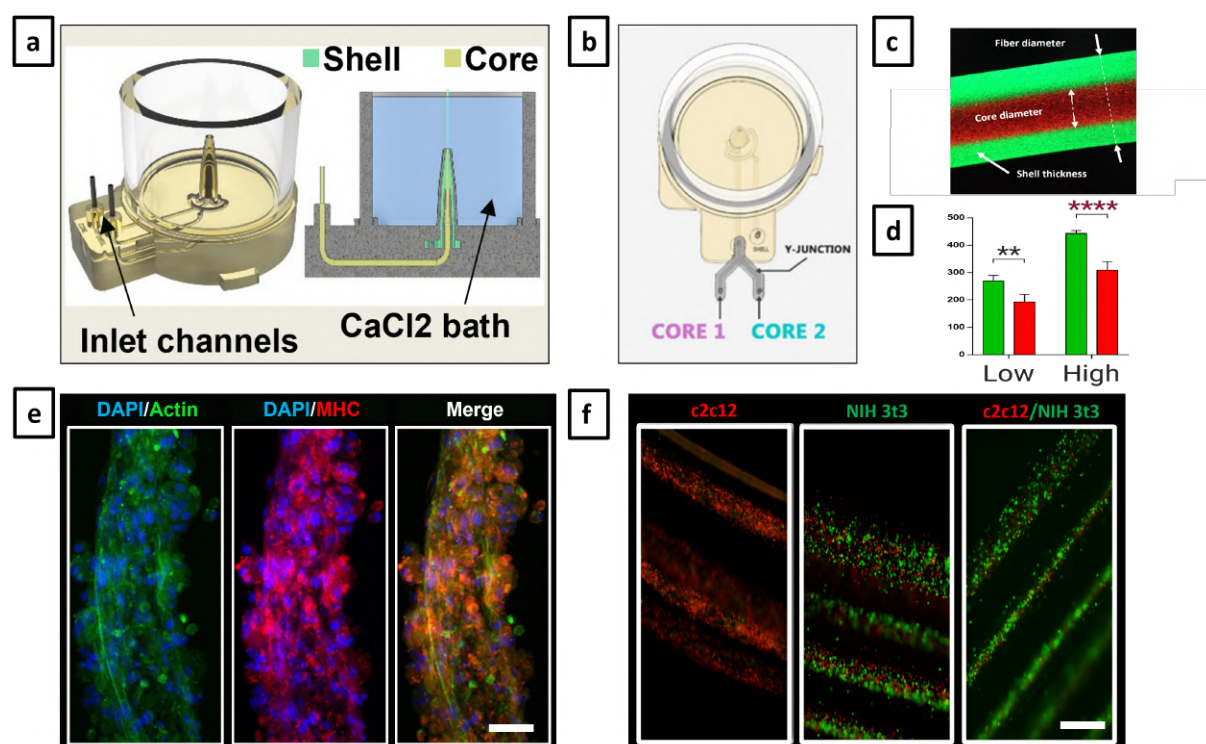 a
Shell Core
Inlet channels
CaCl2 bath
b
SHELL
Y-JUNCTION
CORE 1 CORE 2
c
Fiber diameter
Core diameter
Shell thickness
d
500
400
300
200
100
0
**
****
Low High
e
DAPI/Actin DAPI/MHC Merge
f
c2c12 NIH 3t3 c2c12/NIH 3t3